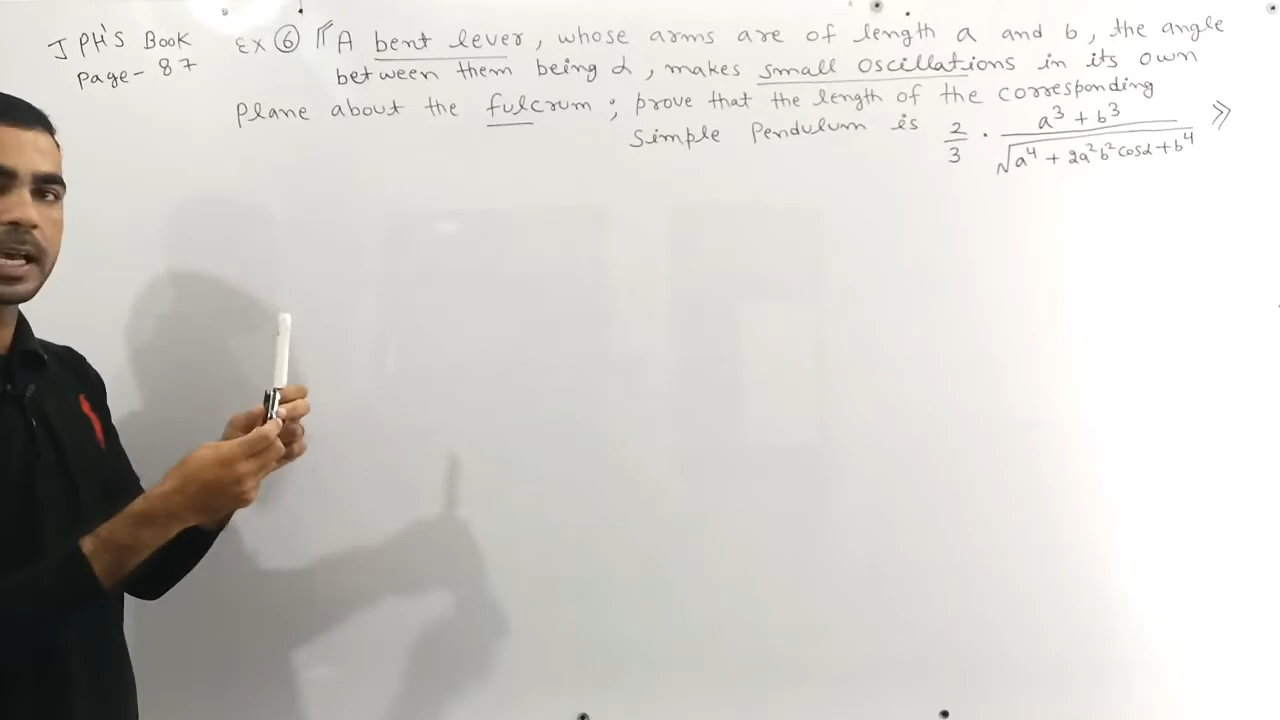 JPH'S Book
Page - 87
Ex ⑥ 『A bent lever, whose arms are of length a and b, the angle
between them being α, makes small oscillations in its own
plane about the fulcrum; prove that the length of the corresponding
simple pendulum is 2/3 · (a³ + b³)/√(a⁴ + 2a²b² cosα + b⁴) 》